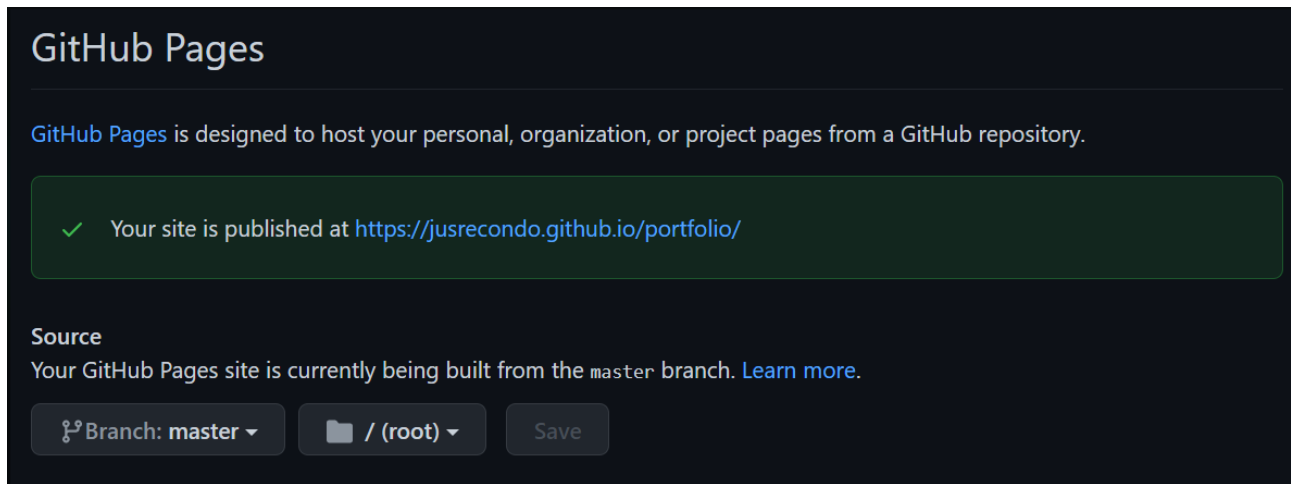 GitHub Pages
GitHub Pages is designed to host your personal, organization, or project pages from a GitHub repository.
Your site is published at https://jusrecondo.github.io/portfolio/
Source
Your GitHub Pages site is currently being built from the master branch. Learn more.
Branch: master / (root) Save